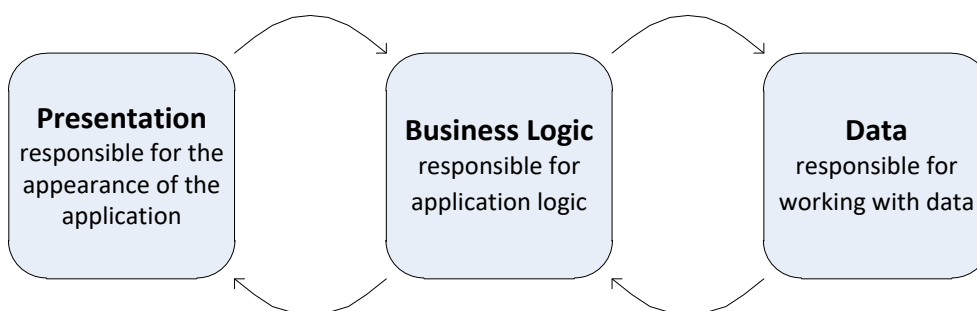 Presentation
responsible for the
appearance of the
application
Business Logic
responsible for
application logic
Data
responsible for
working with data